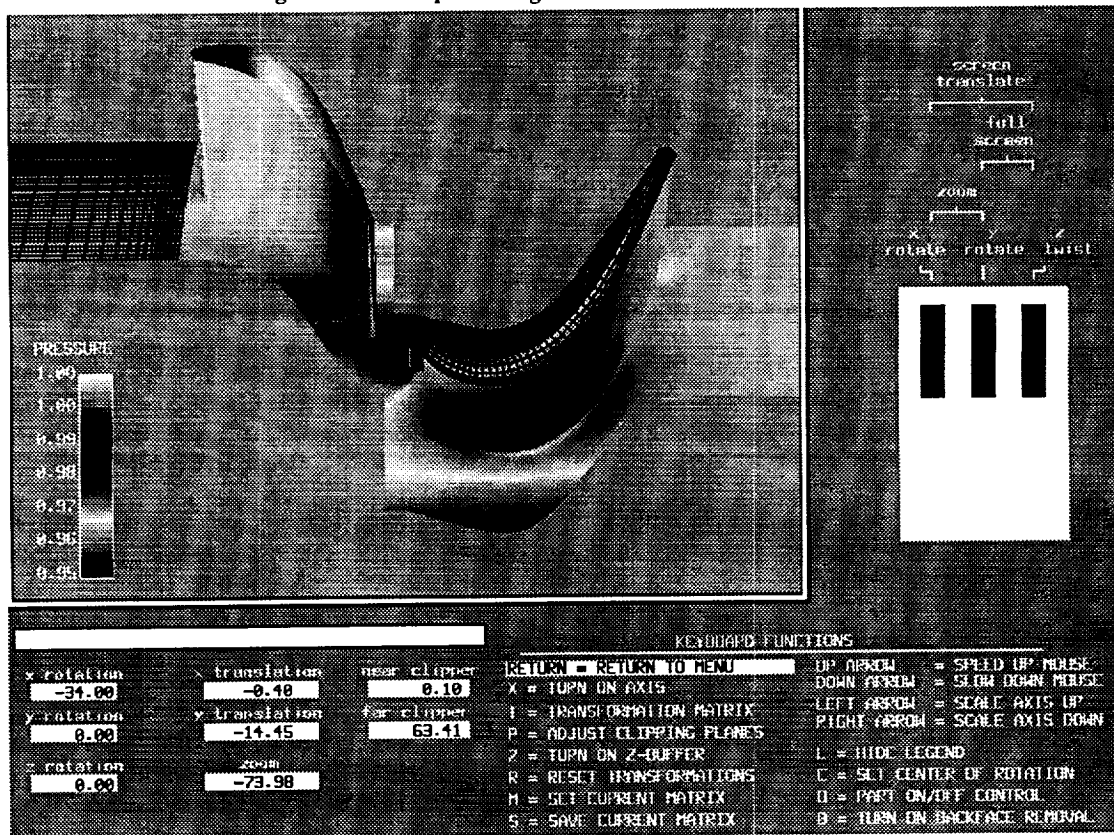 screen
translate
full
screen
zoom
x y z
rotate rotate twist
PRESSURE
1.00
1.00
0.99
0.98
0.97
0.96
0.95
x rotation
-34.00
y rotation
0.00
z rotation
0.00
x translation
-0.40
y translation
-14.45
zoom
-73.98
near clipper
0.10
far clipper
63.41
KEYBOARD FUNCTIONS
RETURN = RETURN TO MENU
X = TURN ON AXIS
T = TRANSFORMATION MATRIX
P = ADJUST CLIPPING PLANES
Z = TURN ON Z-BUFFER
R = RESET TRANSFORMATIONS
M = SET CURRENT MATRIX
S = SAVE CURRENT MATRIX
UP ARROW = SPEED UP MOUSE
DOWN ARROW = SLOW DOWN MOUSE
LEFT ARROW = SCALE AXIS UP
RIGHT ARROW = SCALE AXIS DOWN
L = HIDE LEGEND
C = SET CENTER OF ROTATION
O = PART ON/OFF CONTROL
B = TURN ON BACKFACE REMOVAL